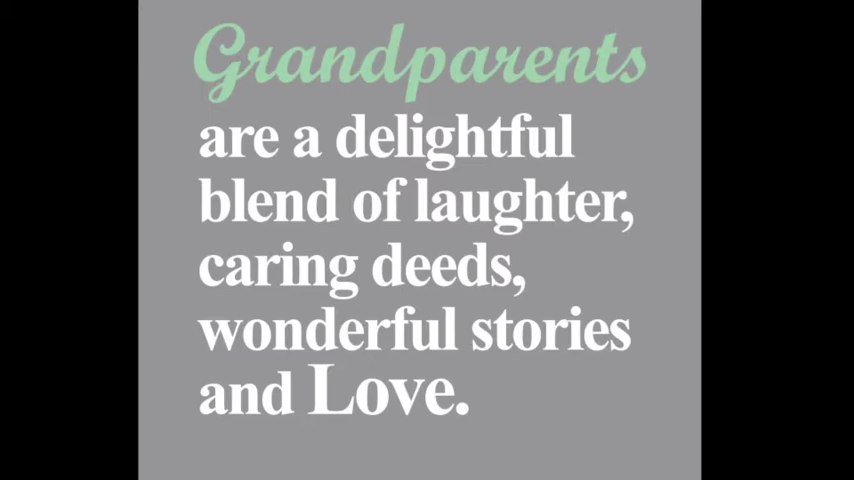 Grandparents
are a delightful
blend of laughter,
caring deeds,
wonderful stories
and Love.